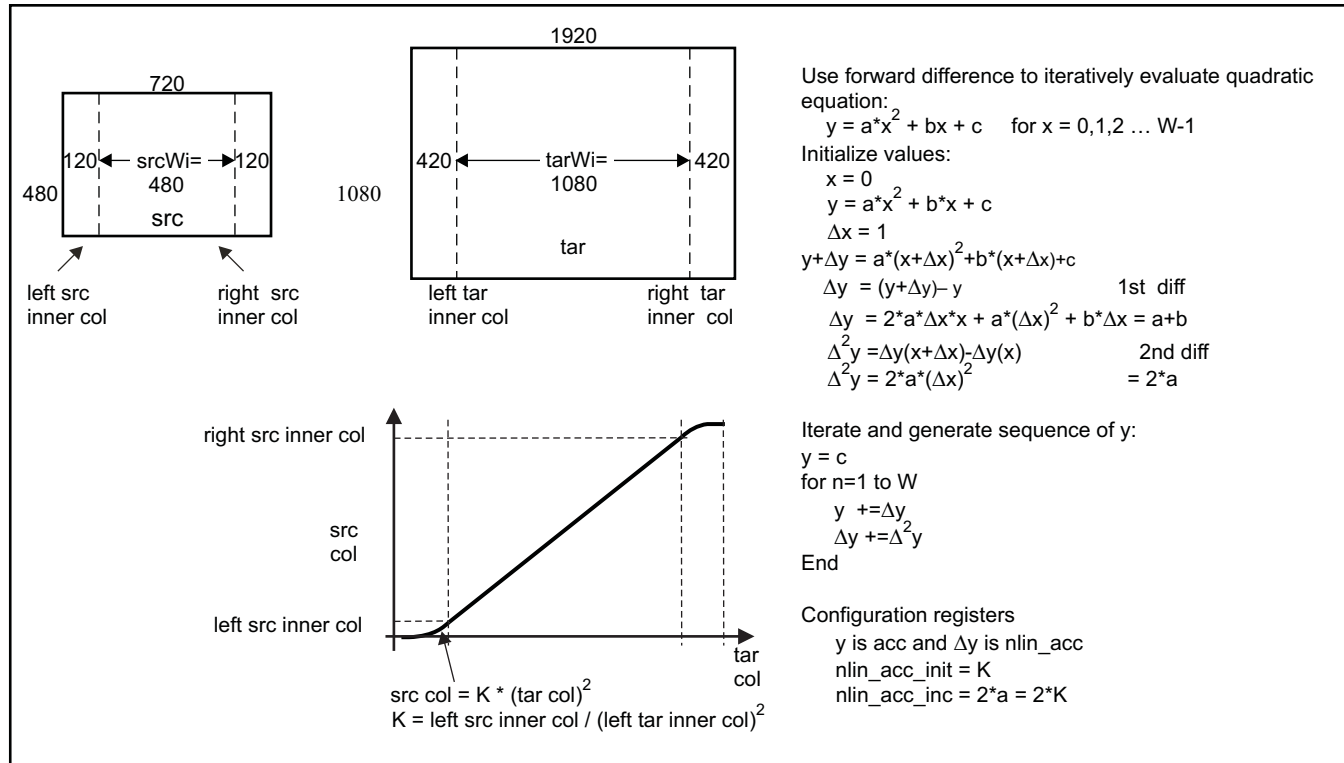 1920
720
120 srcWi= 120
480
480
src
left src
inner col
right src
inner col
1080
420 tarWi= 420
1080
tar
left tar
inner col
right tar
inner col
right src inner col
src
col
left src inner col
tar
col
src col = K * (tar col)²
K = left src inner col / (left tar inner col)²
Use forward difference to iteratively evaluate quadratic
equation:
y = a*x² + bx + c for x = 0,1,2 … W-1
Initialize values:
x = 0
y = a*x² + b*x + c
Δx = 1
y+Δy = a*(x+Δx)²+b*(x+Δx)+c
Δy = (y+Δy)– y 1st diff
Δy = 2*a*Δx*x + a*(Δx)² + b*Δx = a+b
Δ²y =Δy(x+Δx)-Δy(x) 2nd diff
Δ²y = 2*a*(Δx)² = 2*a
Iterate and generate sequence of y:
y = c
for n=1 to W
y +=Δy
Δy +=Δ²y
End
Configuration registers
y is acc and Δy is nlin_acc
nlin_acc_init = K
nlin_acc_inc = 2*a = 2*K